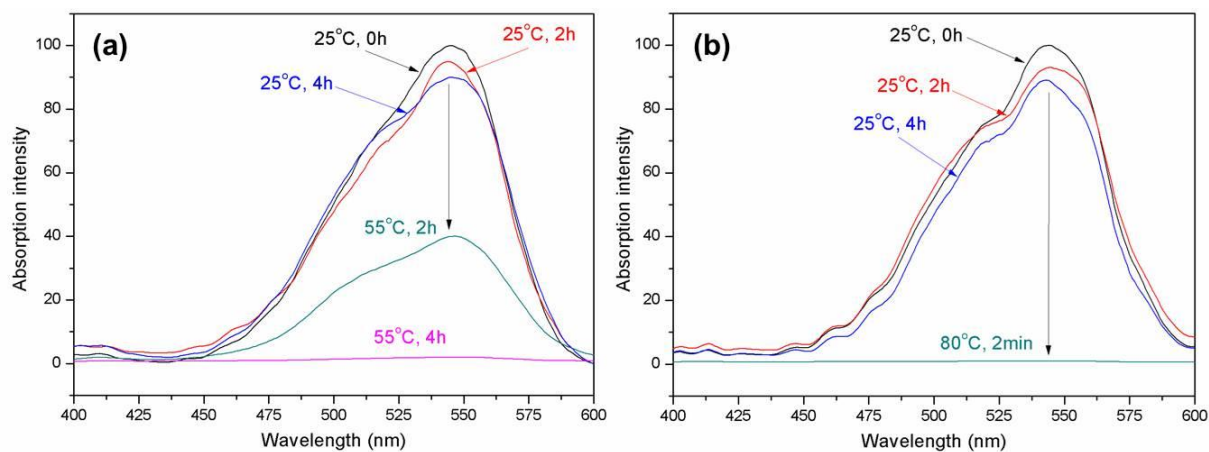 (a)
25°C, 0h
25°C, 2h
25°C, 4h
55°C, 2h
55°C, 4h
100
80
60
40
20
0
Absorption intensity
400 425 450 475 500 525 550 575 600
Wavelength (nm)
(b)
25°C, 0h
25°C, 2h
25°C, 4h
80°C, 2min
100
80
60
40
20
0
Absorption intensity
400 425 450 475 500 525 550 575 600
Wavelength (nm)